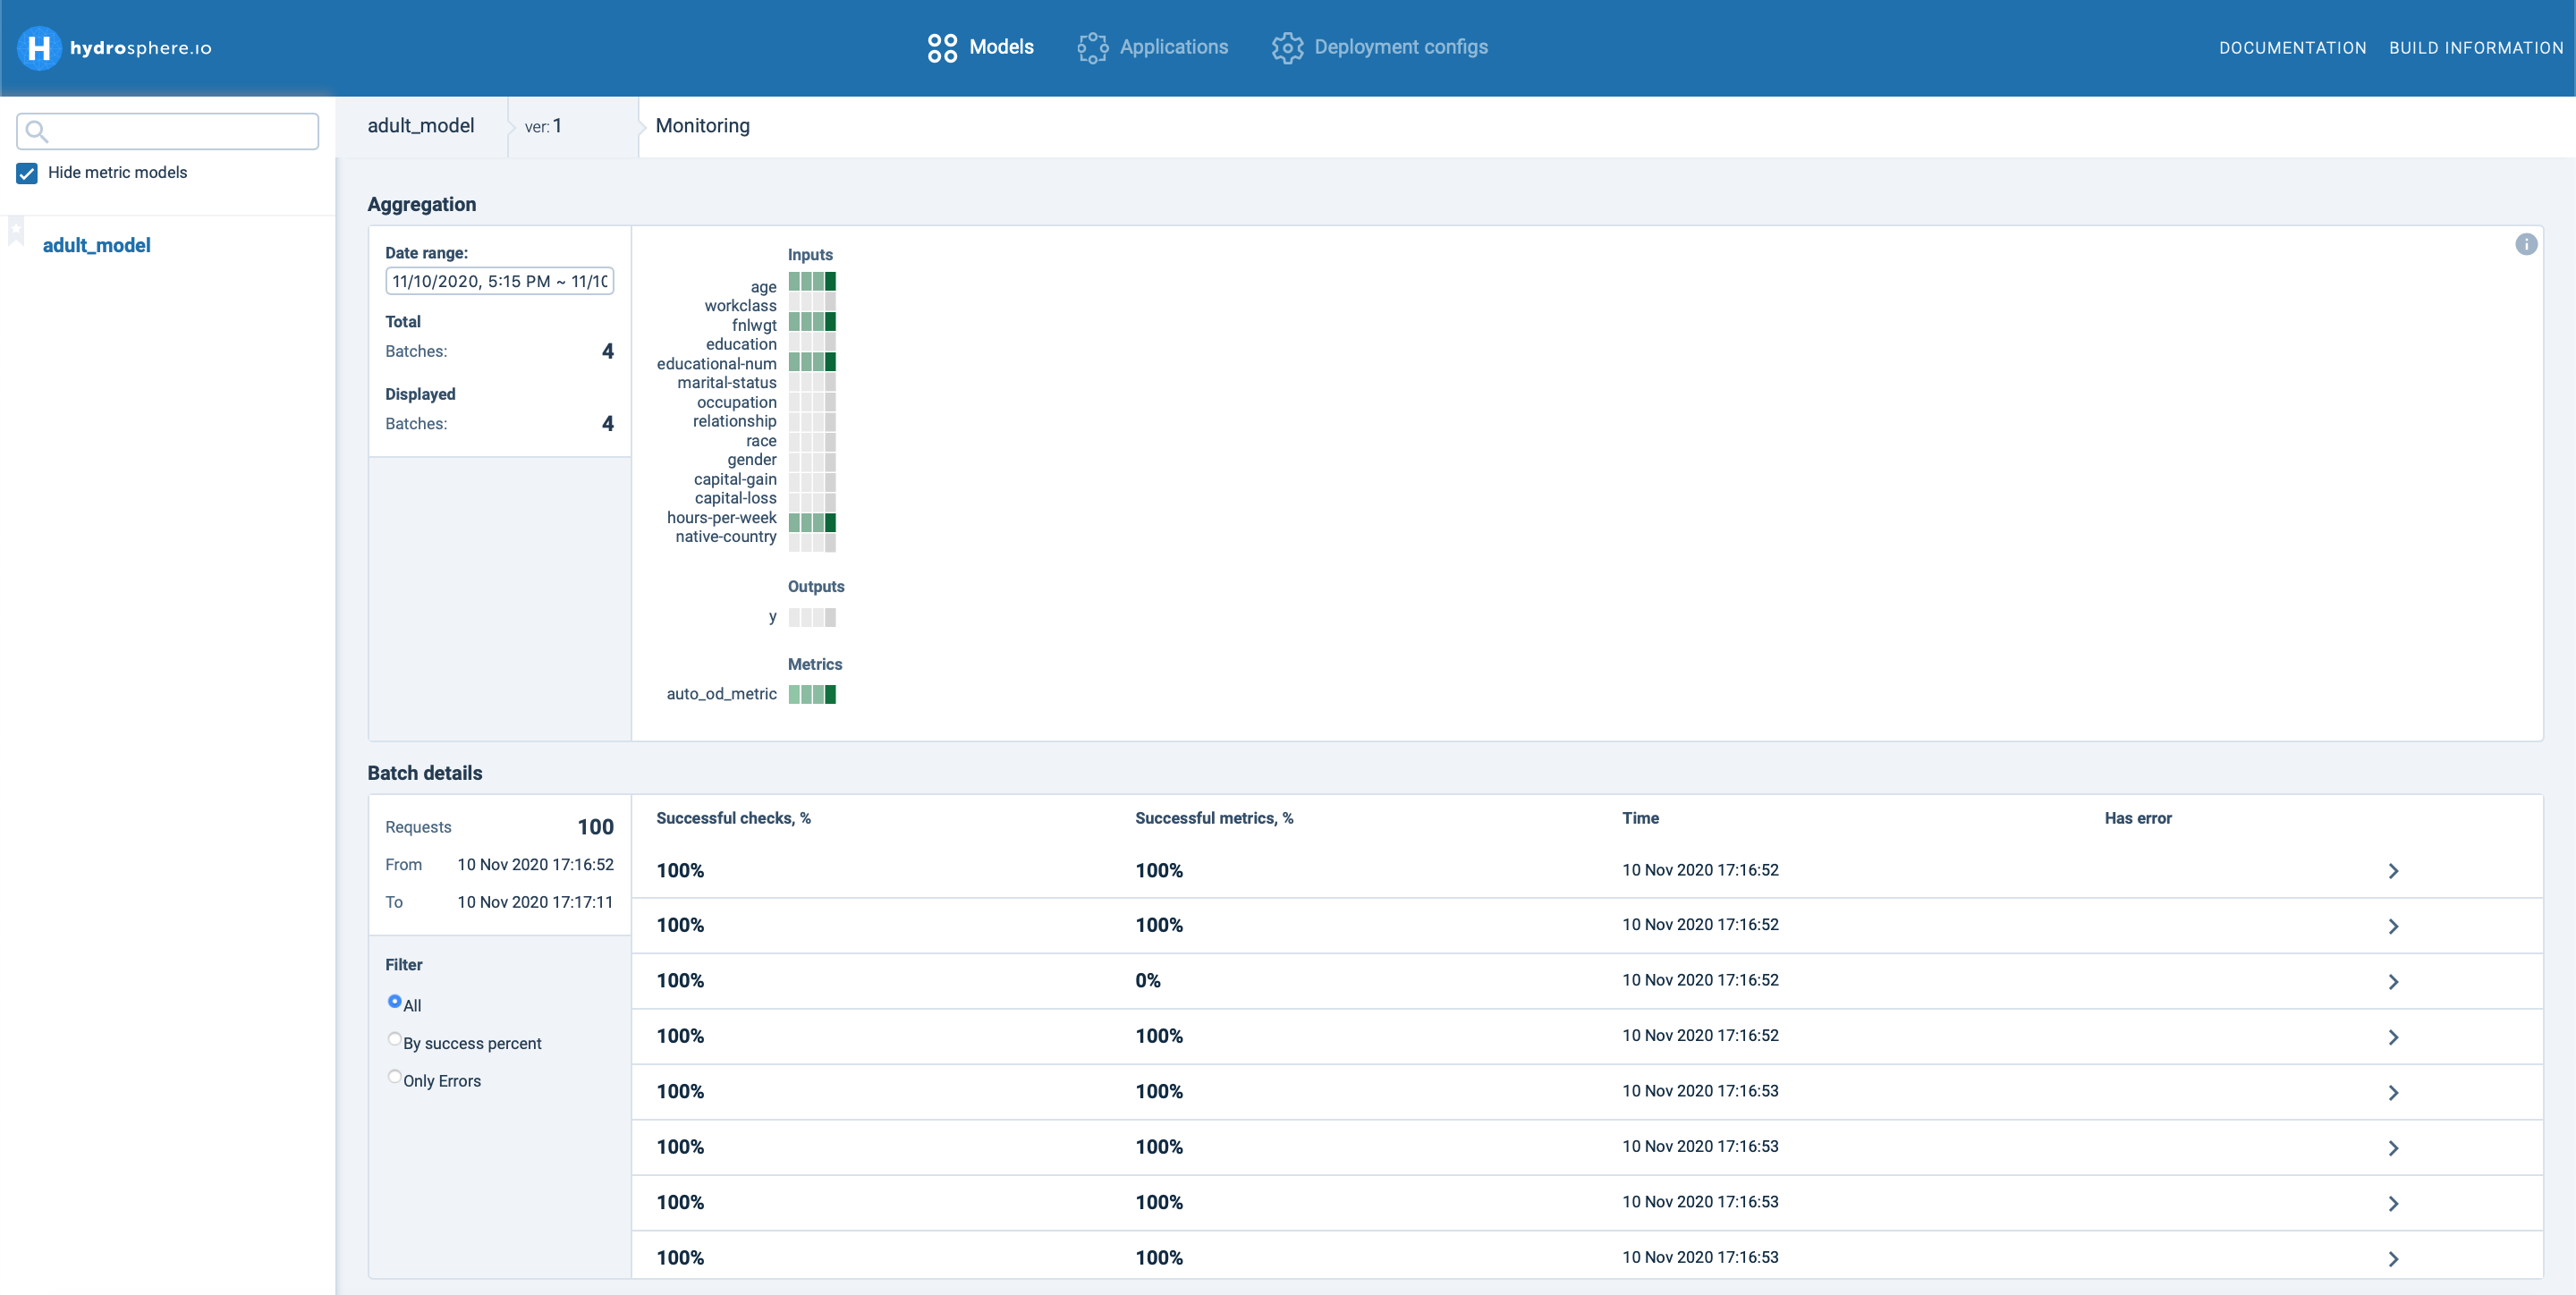 H hydrosphere.io
Models
Applications
Deployment configs
DOCUMENTATION
BUILD INFORMATION
Hide metric models
adult_model
adult_model
ver: 1
Monitoring
Aggregation
Date range:
11/10/2020, 5:15 PM ~ 11/10
Total
Batches: 4
Displayed
Batches: 4
Inputs
age
workclass
fnlwgt
education
educational-num
marital-status
occupation
relationship
race
gender
capital-gain
capital-loss
hours-per-week
native-country
Outputs
y
Metrics
auto_od_metric
Batch details
Requests 100
From 10 Nov 2020 17:16:52
To 10 Nov 2020 17:17:11
Filter
All
By success percent
Only Errors
Successful checks, % Successful metrics, % Time Has error
100% 100% 10 Nov 2020 17:16:52
100% 100% 10 Nov 2020 17:16:52
100% 0% 10 Nov 2020 17:16:52
100% 100% 10 Nov 2020 17:16:52
100% 100% 10 Nov 2020 17:16:53
100% 100% 10 Nov 2020 17:16:53
100% 100% 10 Nov 2020 17:16:53
100% 100% 10 Nov 2020 17:16:53